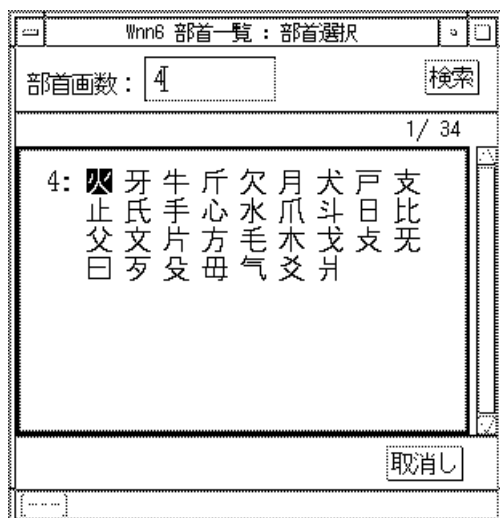 Wnn6 部首一覧 : 部首選択
部首画数 : 4
検索
1/ 34
4: 火 牙 牛 斤 欠 月 犬 戸 支
止 氏 手 心 水 爪 斗 日 比
父 文 片 方 毛 木 戈 攴 无
曰 歹 殳 毋 气 爻 爿
取消し